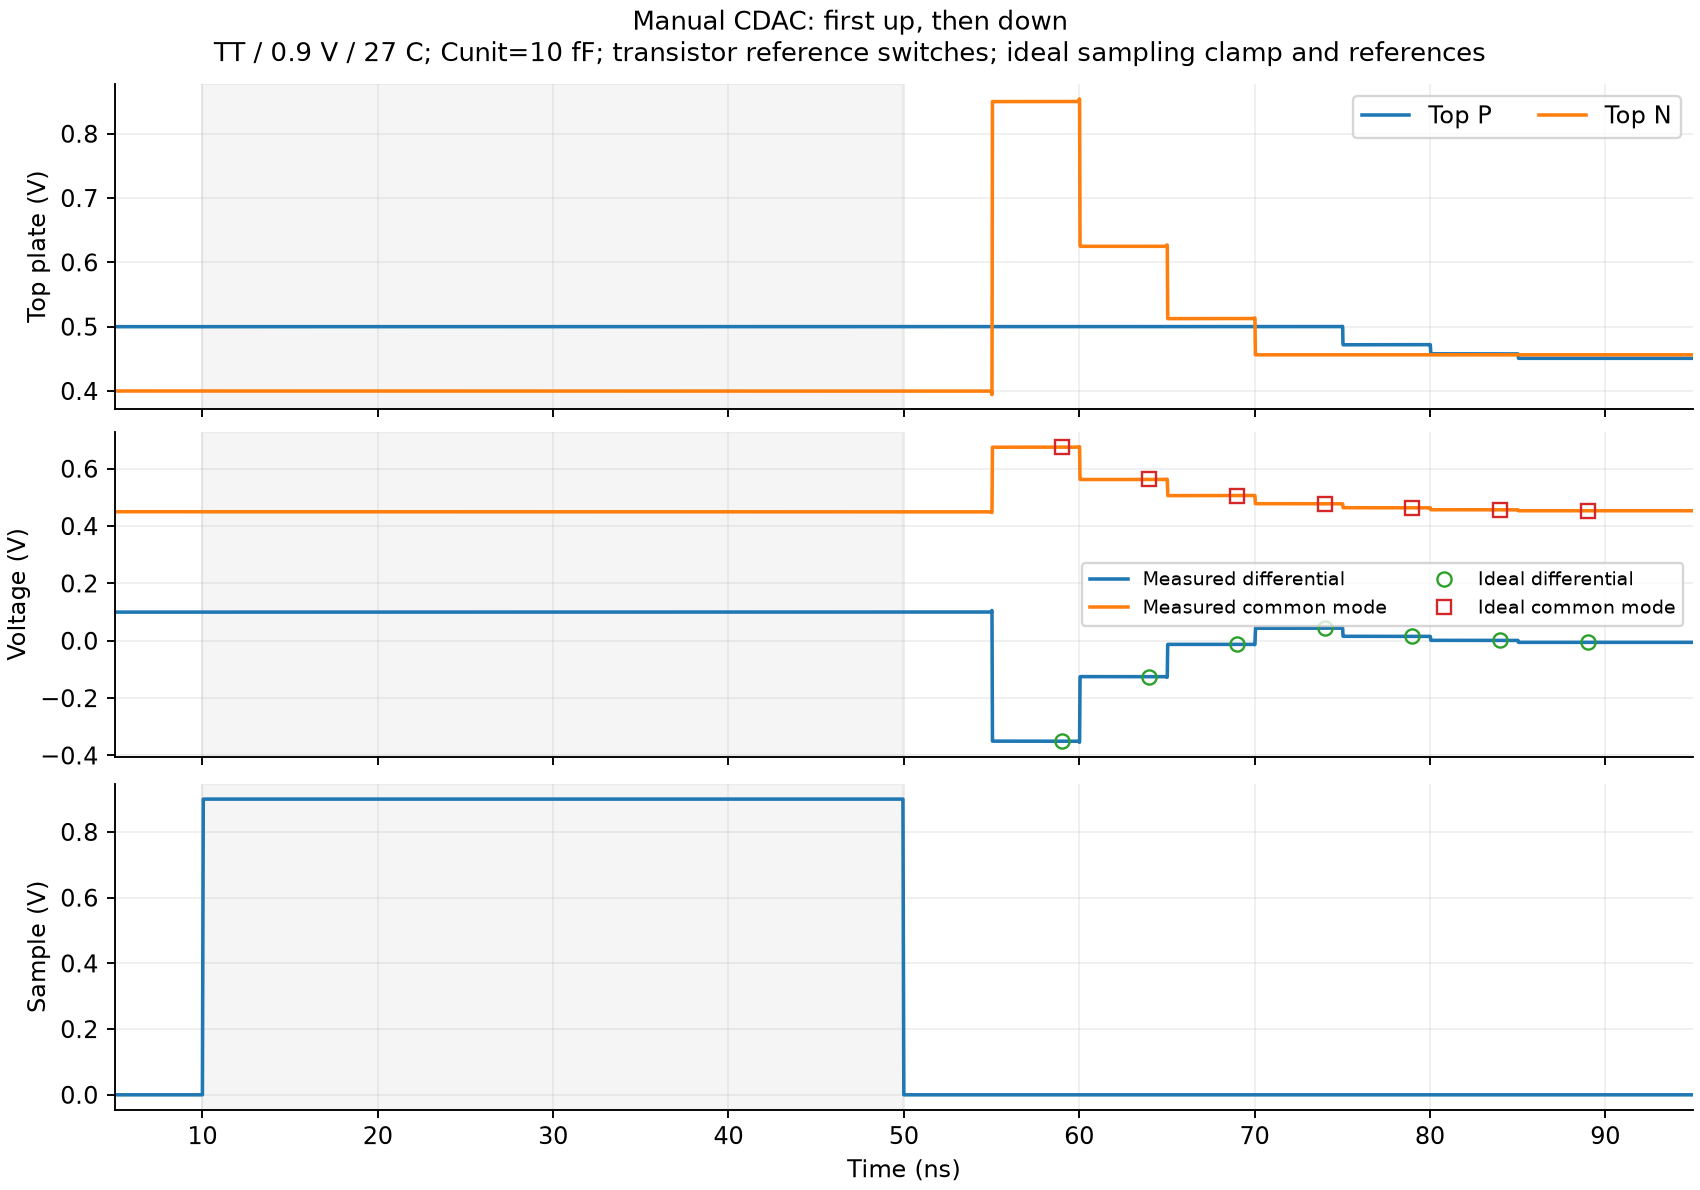 Manual CDAC: first up, then down
TT / 0.9 V / 27 C; Cunit=10 fF; transistor reference switches; ideal sampling clamp and references
Top P
Top N
Top plate (V)
0.8
0.7
0.6
0.5
0.4
Voltage (V)
0.6
0.4
0.2
0.0
−0.2
−0.4
Measured differential
Measured common mode
Ideal differential
Ideal common mode
Sample (V)
0.8
0.6
0.4
0.2
0.0
10 20 30 40 50 60 70 80 90
Time (ns)